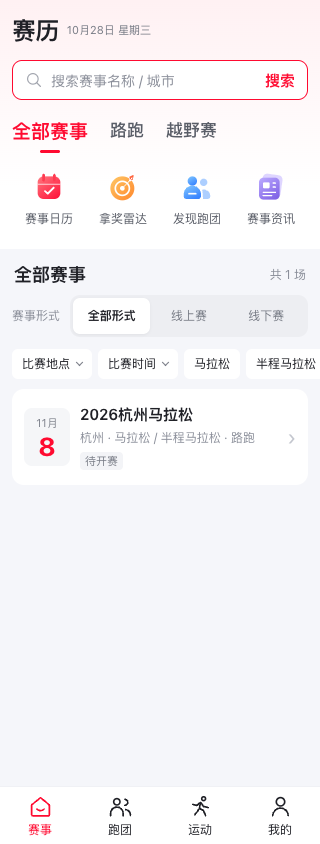 赛历 10月28日 星期三
搜索赛事名称 / 城市 搜索
全部赛事 路跑 越野赛
赛事日历 拿奖雷达 发现跑团 赛事资讯
全部赛事 共 1 场
赛事形式 全部形式 线上赛 线下赛
比赛地点 比赛时间 马拉松 半程马拉松
11月
8
2026杭州马拉松
杭州 · 马拉松 / 半程马拉松 · 路跑
待开赛
赛事 跑团 运动 我的